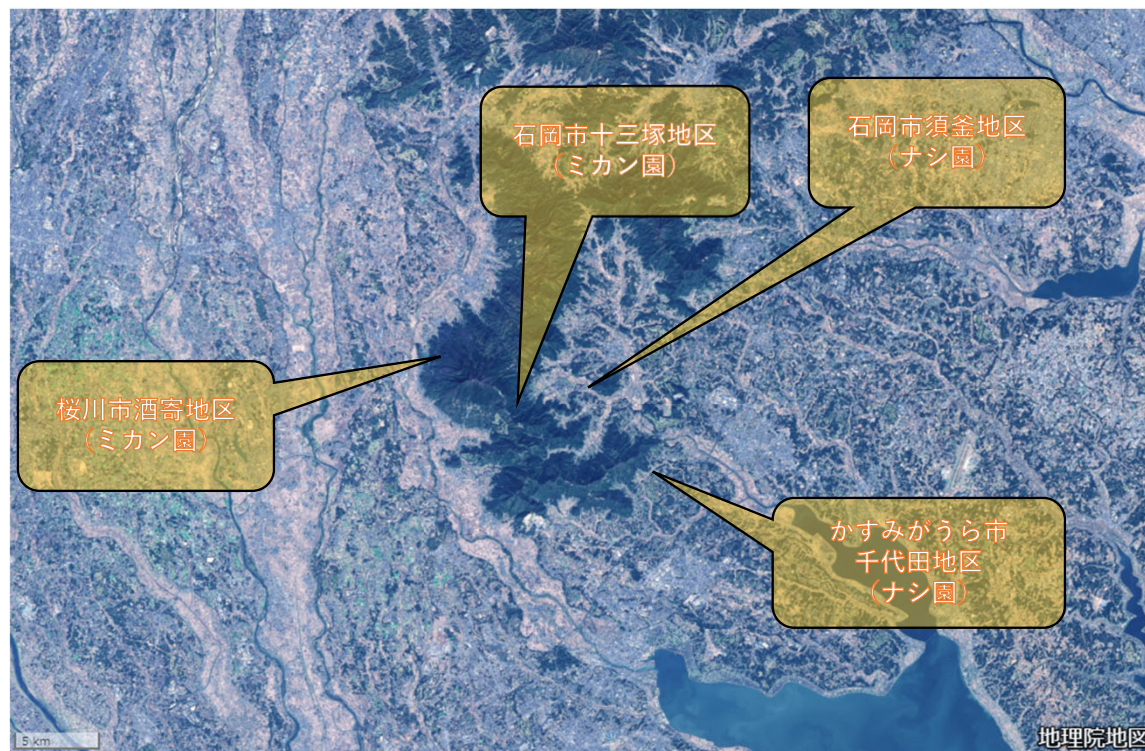 石岡市十三塚地区
（ミカン園）
石岡市須釜地区
（ナシ園）
桜川市酒寄地区
（ミカン園）
かすみがうら市
千代田地区
（ナシ園）
5 km
地理院地図